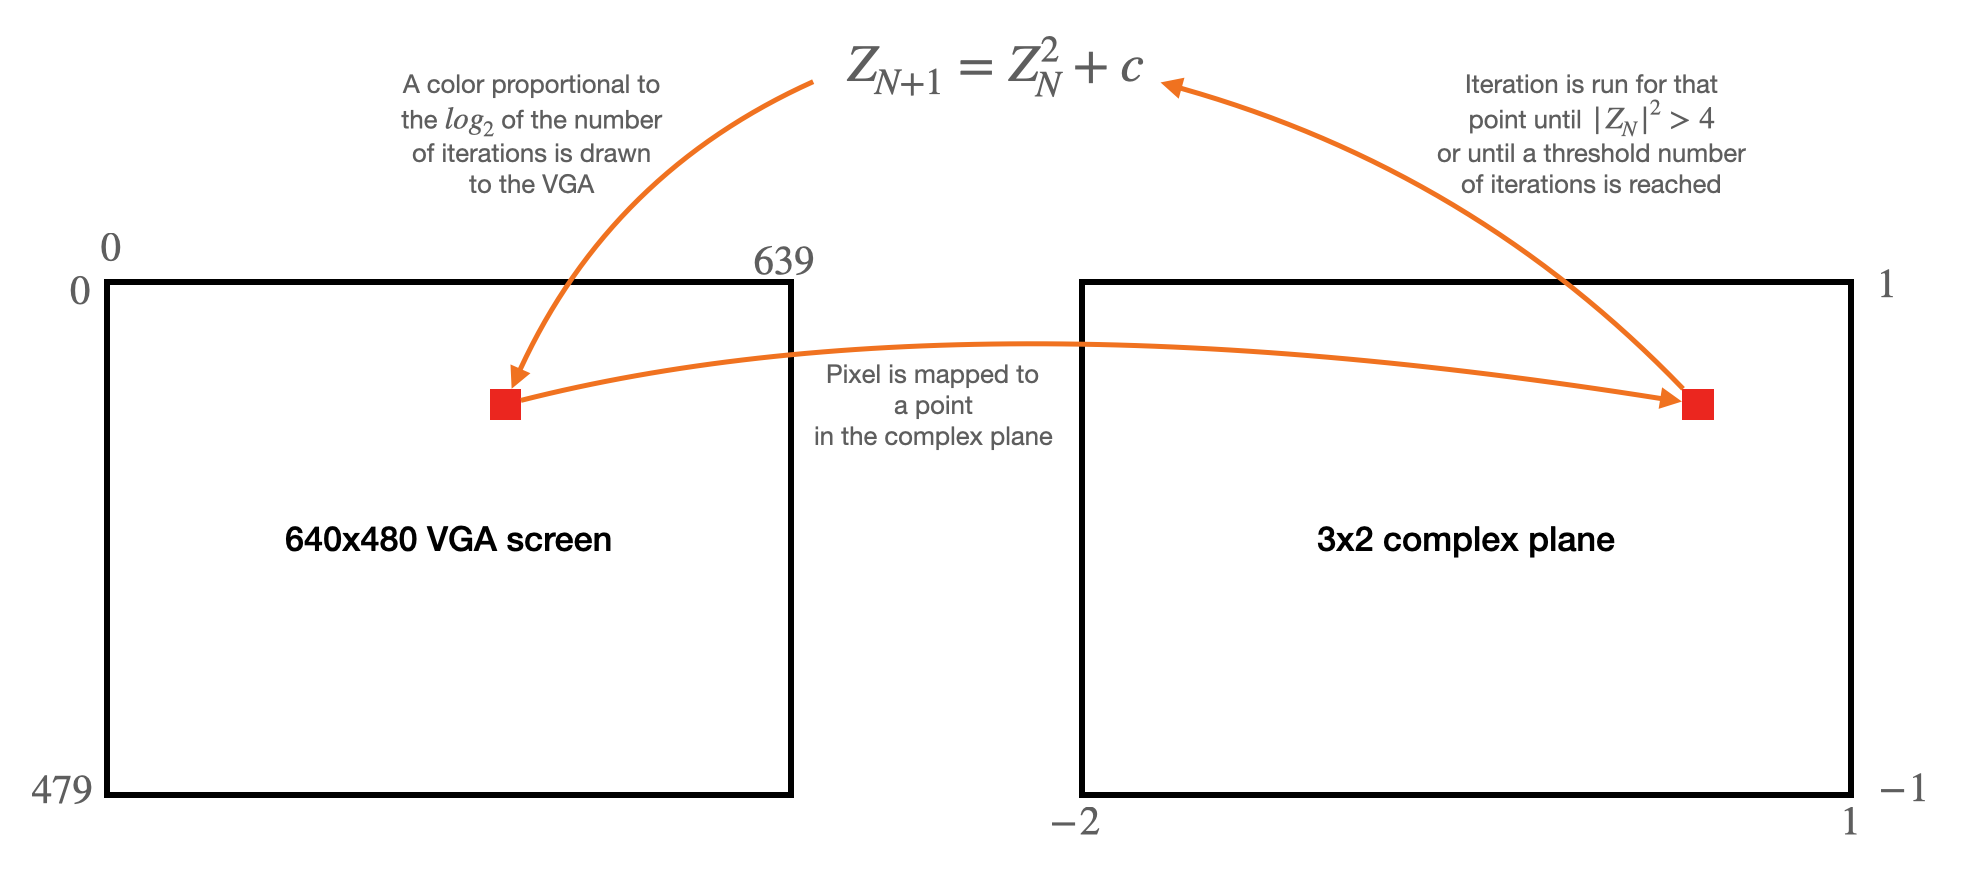 Z_{N+1} = Z_N^2 + c
A color proportional to
the log_2 of the number
of iterations is drawn
to the VGA
Iteration is run for that
point until |Z_N|^2 > 4
or until a threshold number
of iterations is reached
0
639
0
1
Pixel is mapped to
a point
in the complex plane
640x480 VGA screen
3x2 complex plane
479
−1
−2
1